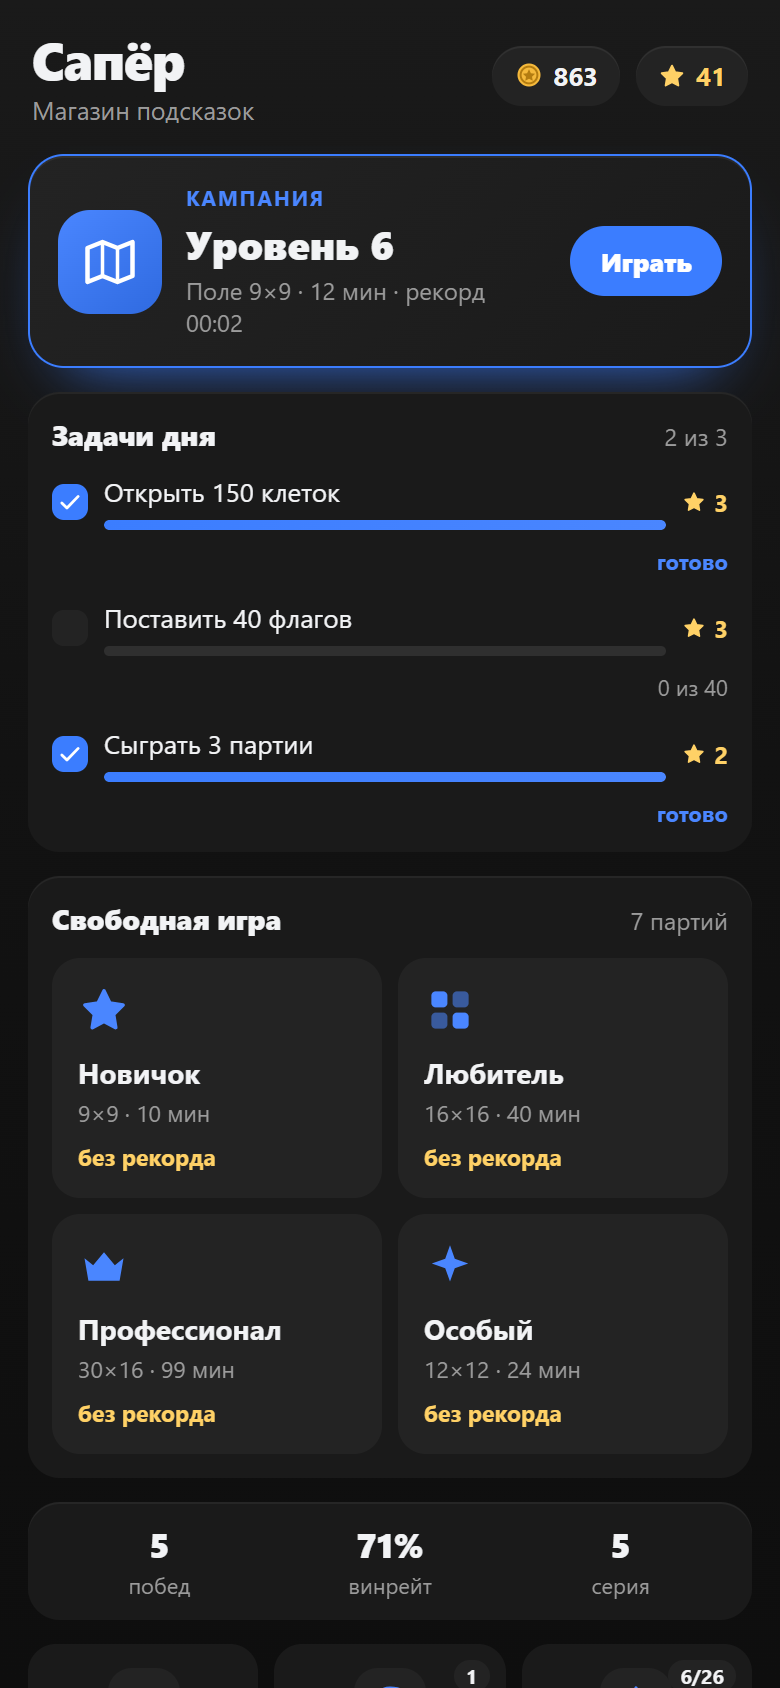 Сапёр
863
41
Магазин подсказок
КАМПАНИЯ
Уровень 6
Поле 9×9 · 12 мин · рекорд
00:02
Играть
Задачи дня
2 из 3
Открыть 150 клеток
3
готово
Поставить 40 флагов
3
0 из 40
Сыграть 3 партии
2
готово
Свободная игра
7 партий
Новичок
9×9 · 10 мин
без рекорда
Любитель
16×16 · 40 мин
без рекорда
Профессионал
30×16 · 99 мин
без рекорда
Особый
12×12 · 24 мин
без рекорда
5
побед
71%
винрейт
5
серия
1
6/26